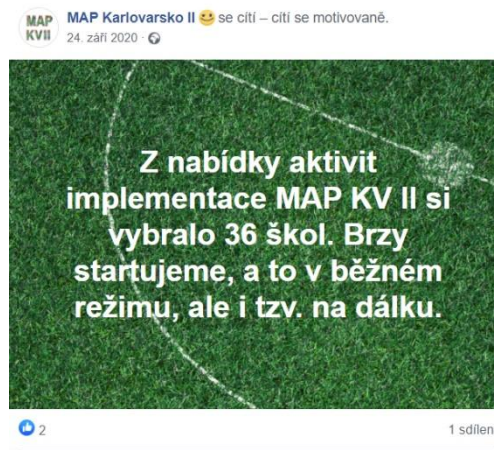 MAP
KVII
MAP Karlovarsko II se cítí – cítí se motivovaně.
24. září 2020 ·
Z nabídky aktivit
implementace MAP KV II si
vybralo 36 škol. Brzy
startujeme, a to v běžném
režimu, ale i tzv. na dálku.
2
1 sdílen